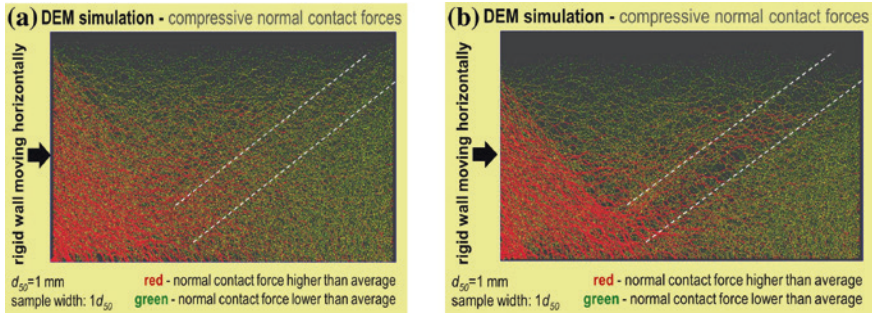 (a) DEM simulation - compressive normal contact forces
rigid wall moving horizontally
d50=1 mm
red - normal contact force higher than average
sample width: 1d50
green - normal contact force lower than average
(b) DEM simulation - compressive normal contact forces
rigid wall moving horizontally
d50=1 mm
red - normal contact force higher than average
sample width: 1d50
green - normal contact force lower than average